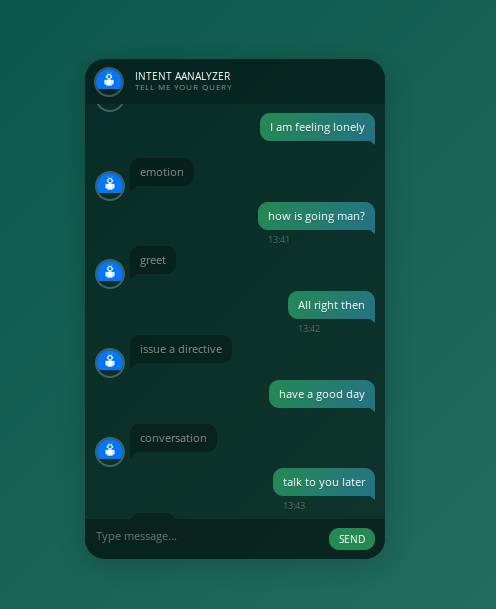 INTENT AANALYZER
TELL ME YOUR QUERY
I am feeling lonely
emotion
how is going man?
13:41
greet
All right then
13:42
issue a directive
have a good day
conversation
talk to you later
13:43
Type message...
SEND